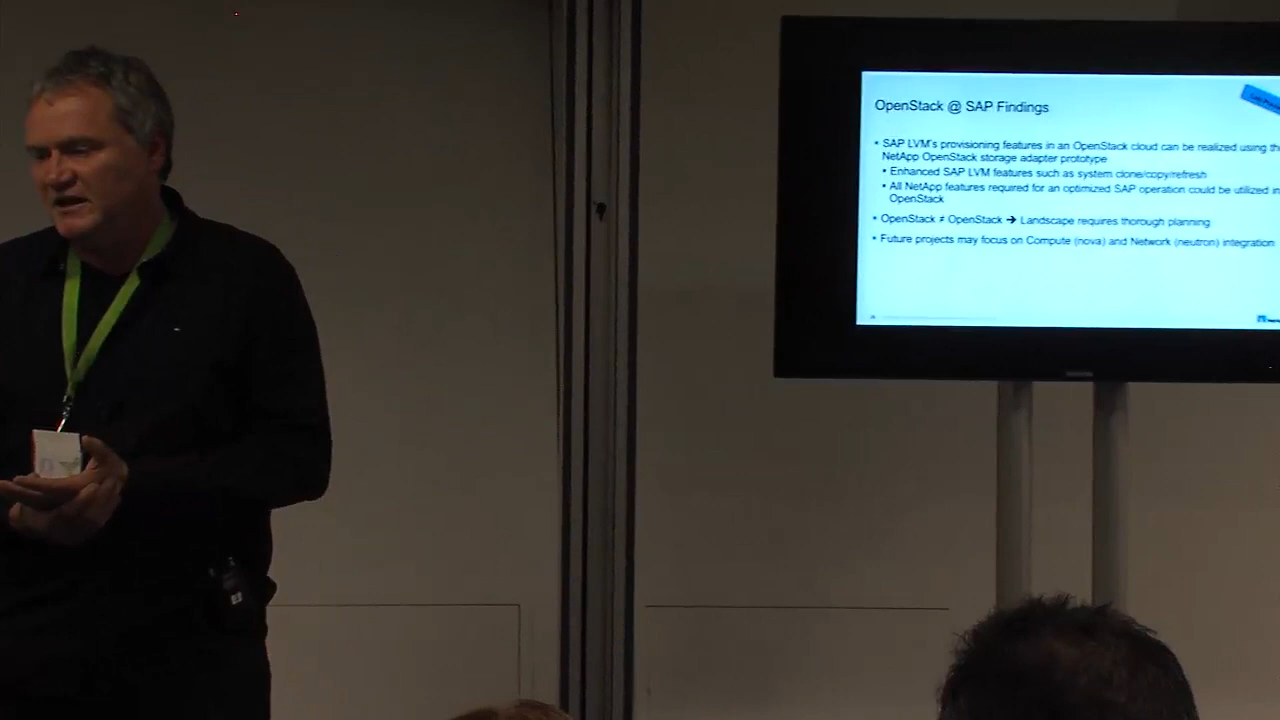 OpenStack @ SAP Findings
• SAP LVM's provisioning features in an OpenStack cloud can be realized using the
NetApp OpenStack storage adapter prototype
• Enhanced SAP LVM features such as system clone/copy/refresh
• All NetApp features required for an optimized SAP operation could be utilized in
OpenStack
• OpenStack ≠ OpenStack ➔ Landscape requires thorough planning
• Future projects may focus on Compute (nova) and Network (neutron) integration